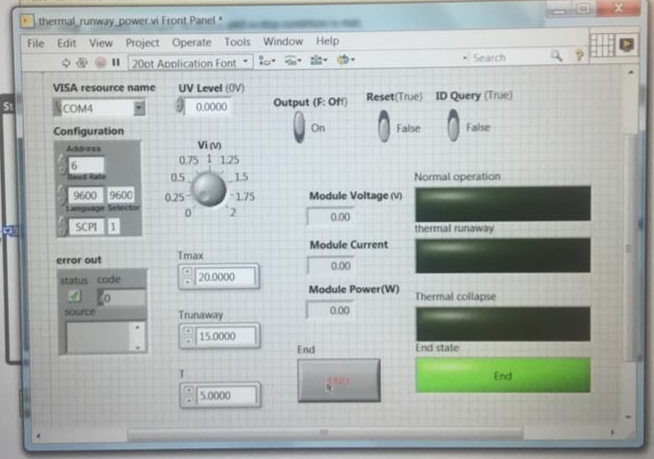 thermal_runaway_power.vi Front Panel *
File Edit View Project Operate Tools Window Help
20pt Application Font
Search
VISA resource name
COM4
UV Level (0V)
0.0000
Output (F: Off)
On
Reset(True)
False
ID Query (True)
False
Configuration
Address
6
Baud Rate
9600 9600
Language Selector
SCPI 1
Vi (V)
0.75 1 1.25
0.5 1.5
0.25 1.75
0 2
Module Voltage (V)
0.00
Module Current
0.00
Module Power(W)
0.00
Normal operation
thermal runaway
Thermal collapse
End state
End
error out
status code
0
source
Tmax
20.0000
Trunaway
15.0000
T
5.0000
End
END